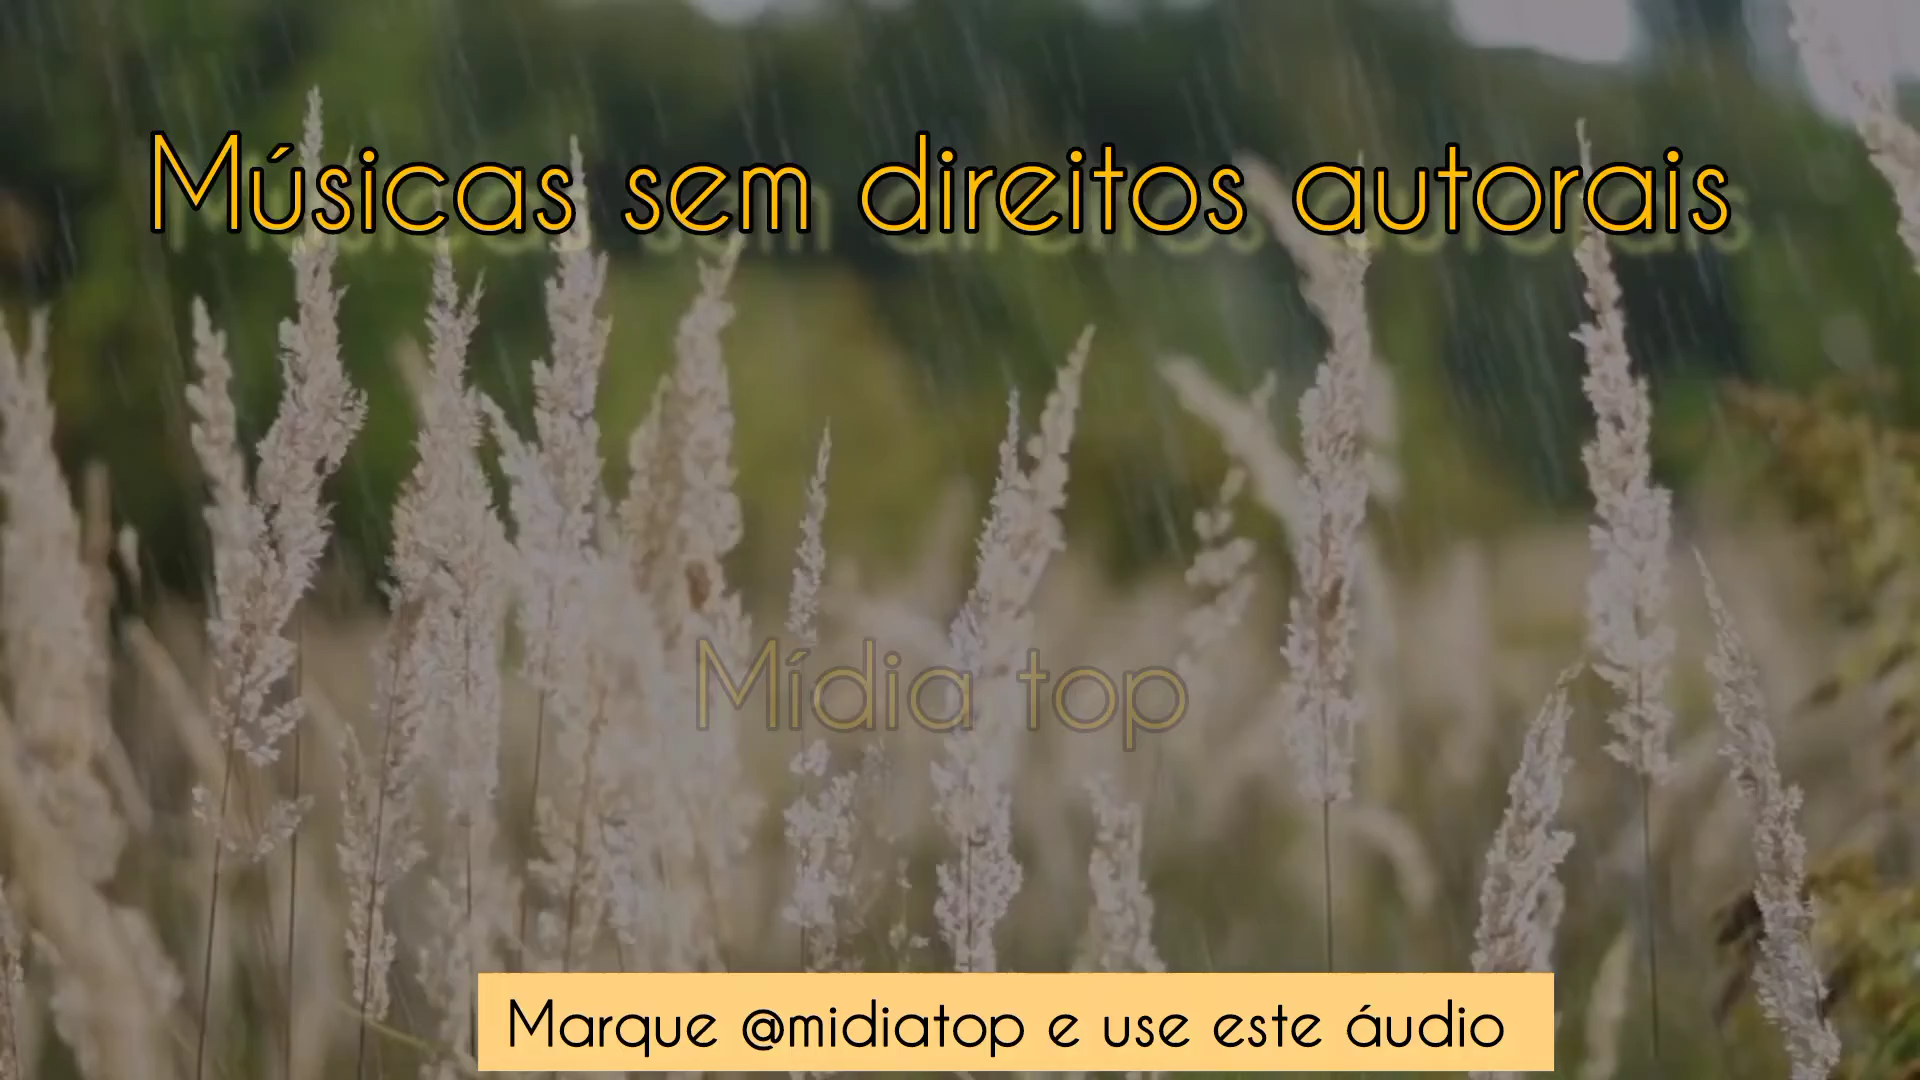 Músicas sem direitos autorais
Mídia top
Marque @midiatop e use este áudio